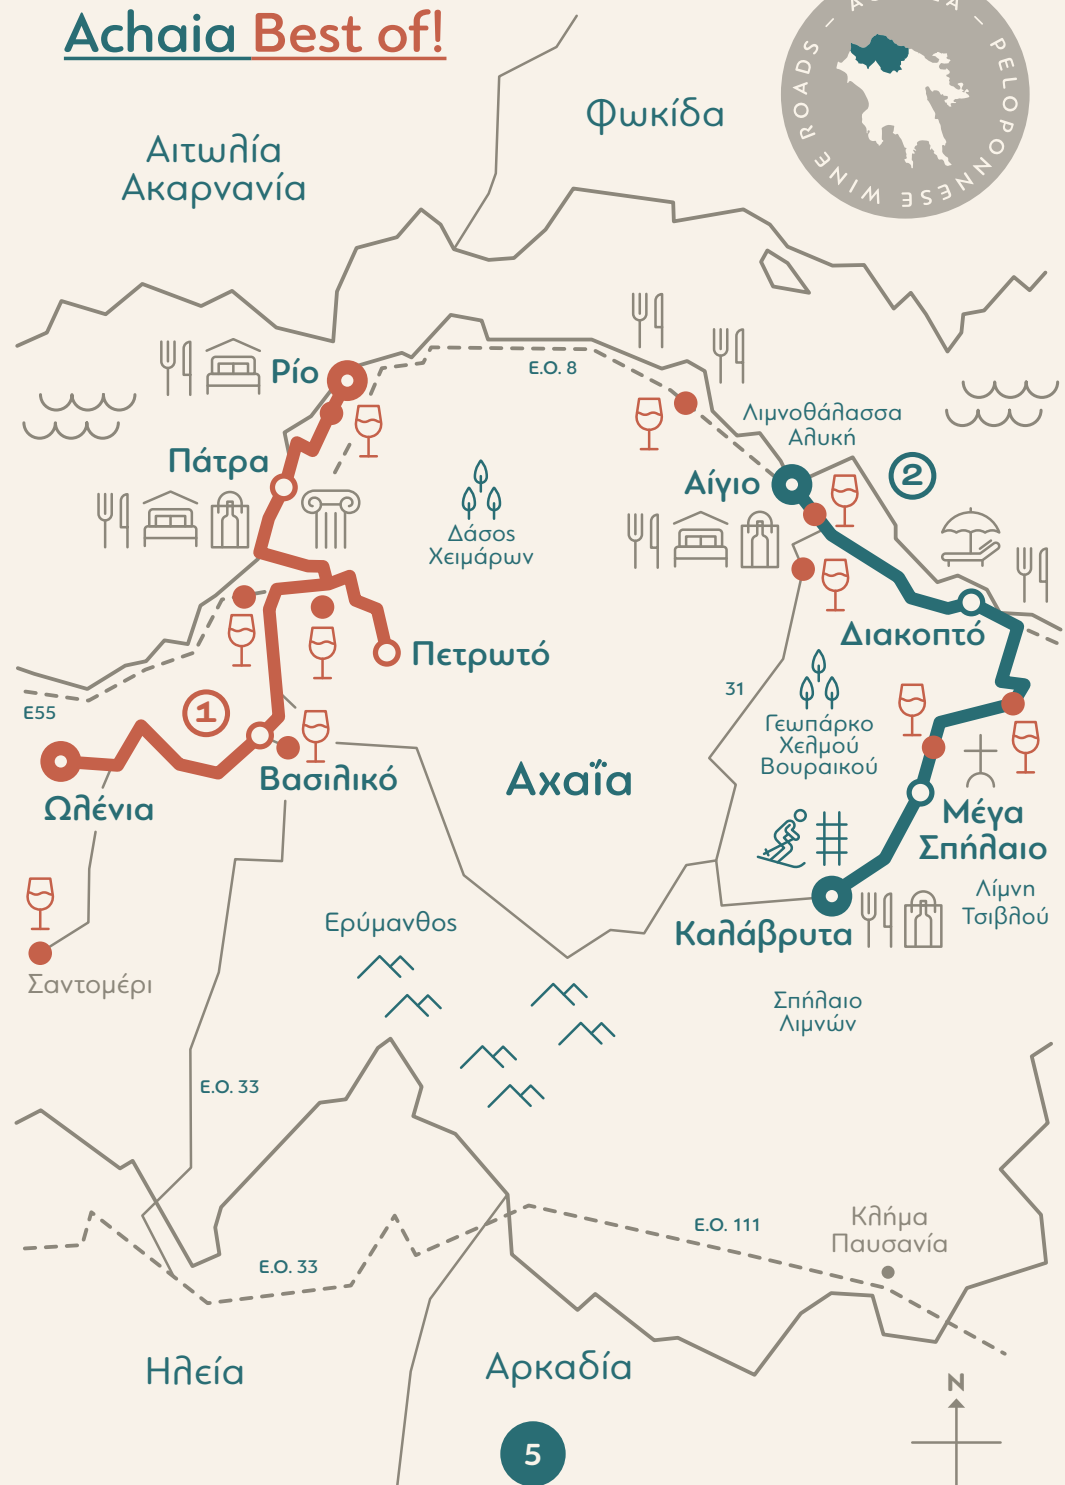 Achaia Best of!
PELOPONNESE WINE ROADS
Φωκίδα
Αιτωλία
Ακαρνανία
Ρίο
Ε.Ο. 8
Λιμνοθάλασσα
Αλυκή
Πάτρα
Αίγιο
2
Δάσος
Χειμάρων
Διακοπτό
Πετρωτό
31
Ε55
1
Γεωπάρκο
Χελμού
Βουραικού
Βασιλικό
Αχαΐα
Ωλένια
Μέγα
Σπήλαιο
Λίμνη
Τσιβλού
Ερύμανθος
Καλάβρυτα
Σαντομέρι
Σπήλαιο
Λιμνών
Ε.Ο. 33
Ε.Ο. 111
Κλήμα
Παυσανία
Ε.Ο. 33
Ηλεία
Αρκαδία
N
5